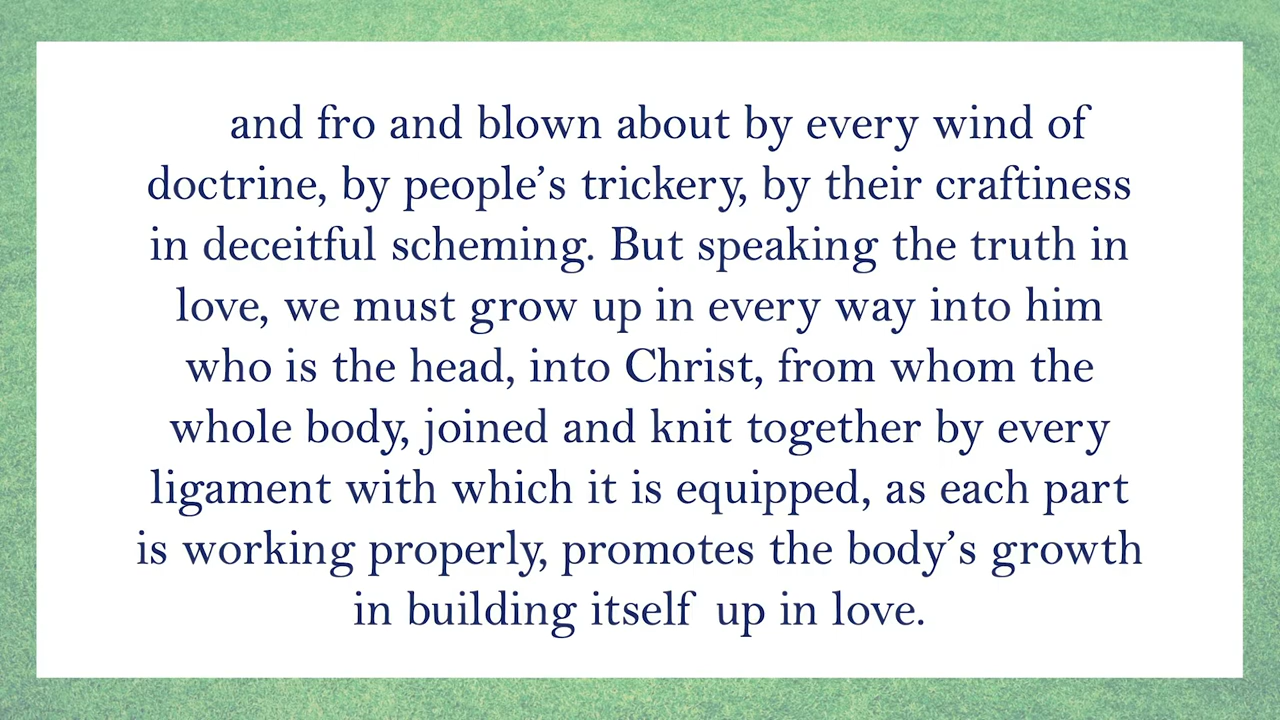 and fro and blown about by every wind of
doctrine, by people’s trickery, by their craftiness
in deceitful scheming. But speaking the truth in
love, we must grow up in every way into him
who is the head, into Christ, from whom the
whole body, joined and knit together by every
ligament with which it is equipped, as each part
is working properly, promotes the body’s growth
in building itself  up in love.